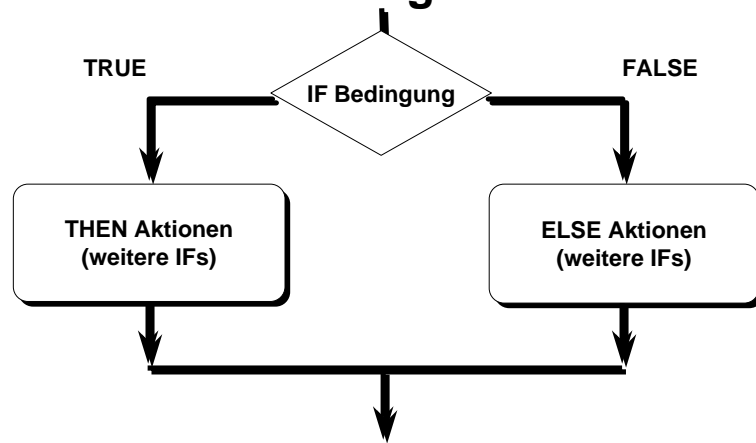 TRUE
FALSE
IF Bedingung
THEN Aktionen
(weitere IFs)
ELSE Aktionen
(weitere IFs)